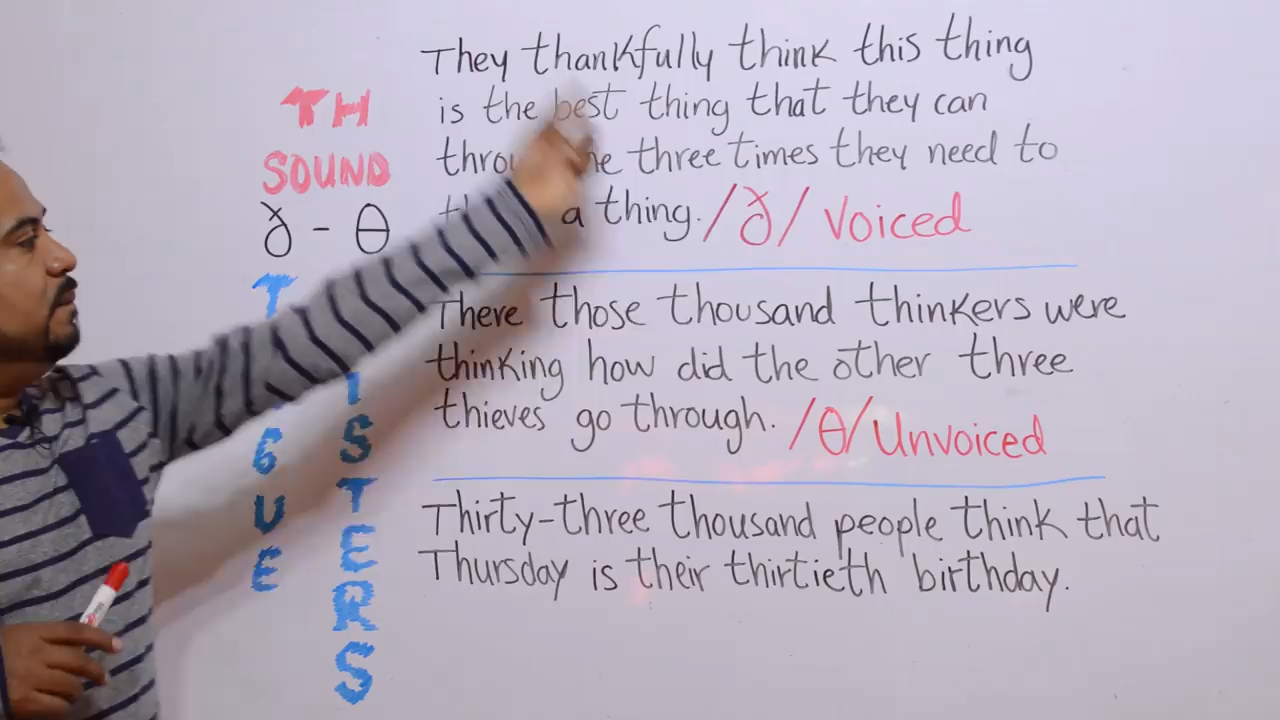 TH
SOUND
ð - θ
They thankfully think this thing
is the best thing that they can
three times they need to
a thing. /ð/ Voiced
There those thousand thinkers were
thinking how did the other three
thieves go through. /θ/ Unvoiced
Thirty-three thousand people think that
Thursday is their thirtieth birthday.